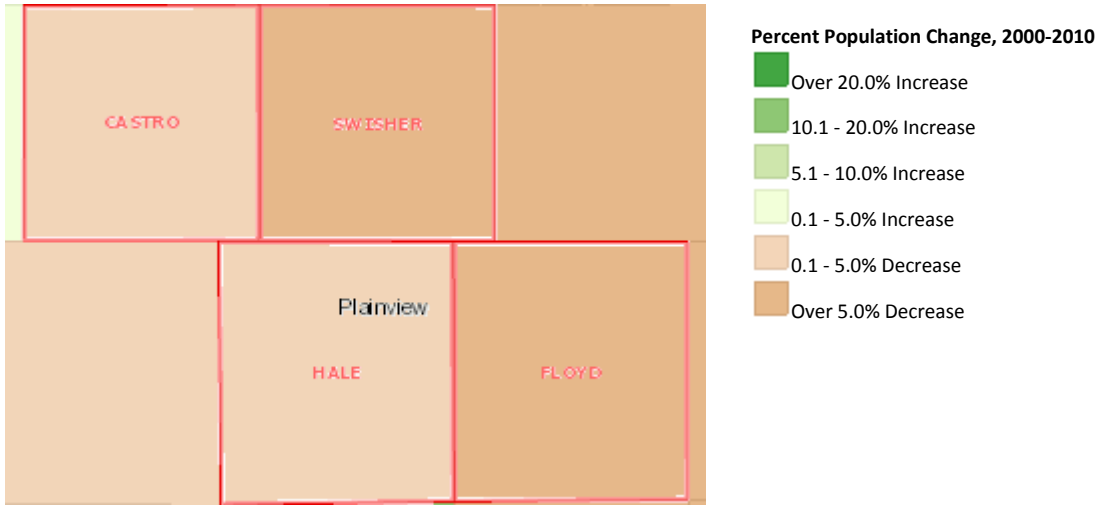 CASTRO
SWISHER
Plainview
HALE
FLOYD
Percent Population Change, 2000-2010
Over 20.0% Increase
10.1 - 20.0% Increase
5.1 - 10.0% Increase
0.1 - 5.0% Increase
0.1 - 5.0% Decrease
Over 5.0% Decrease